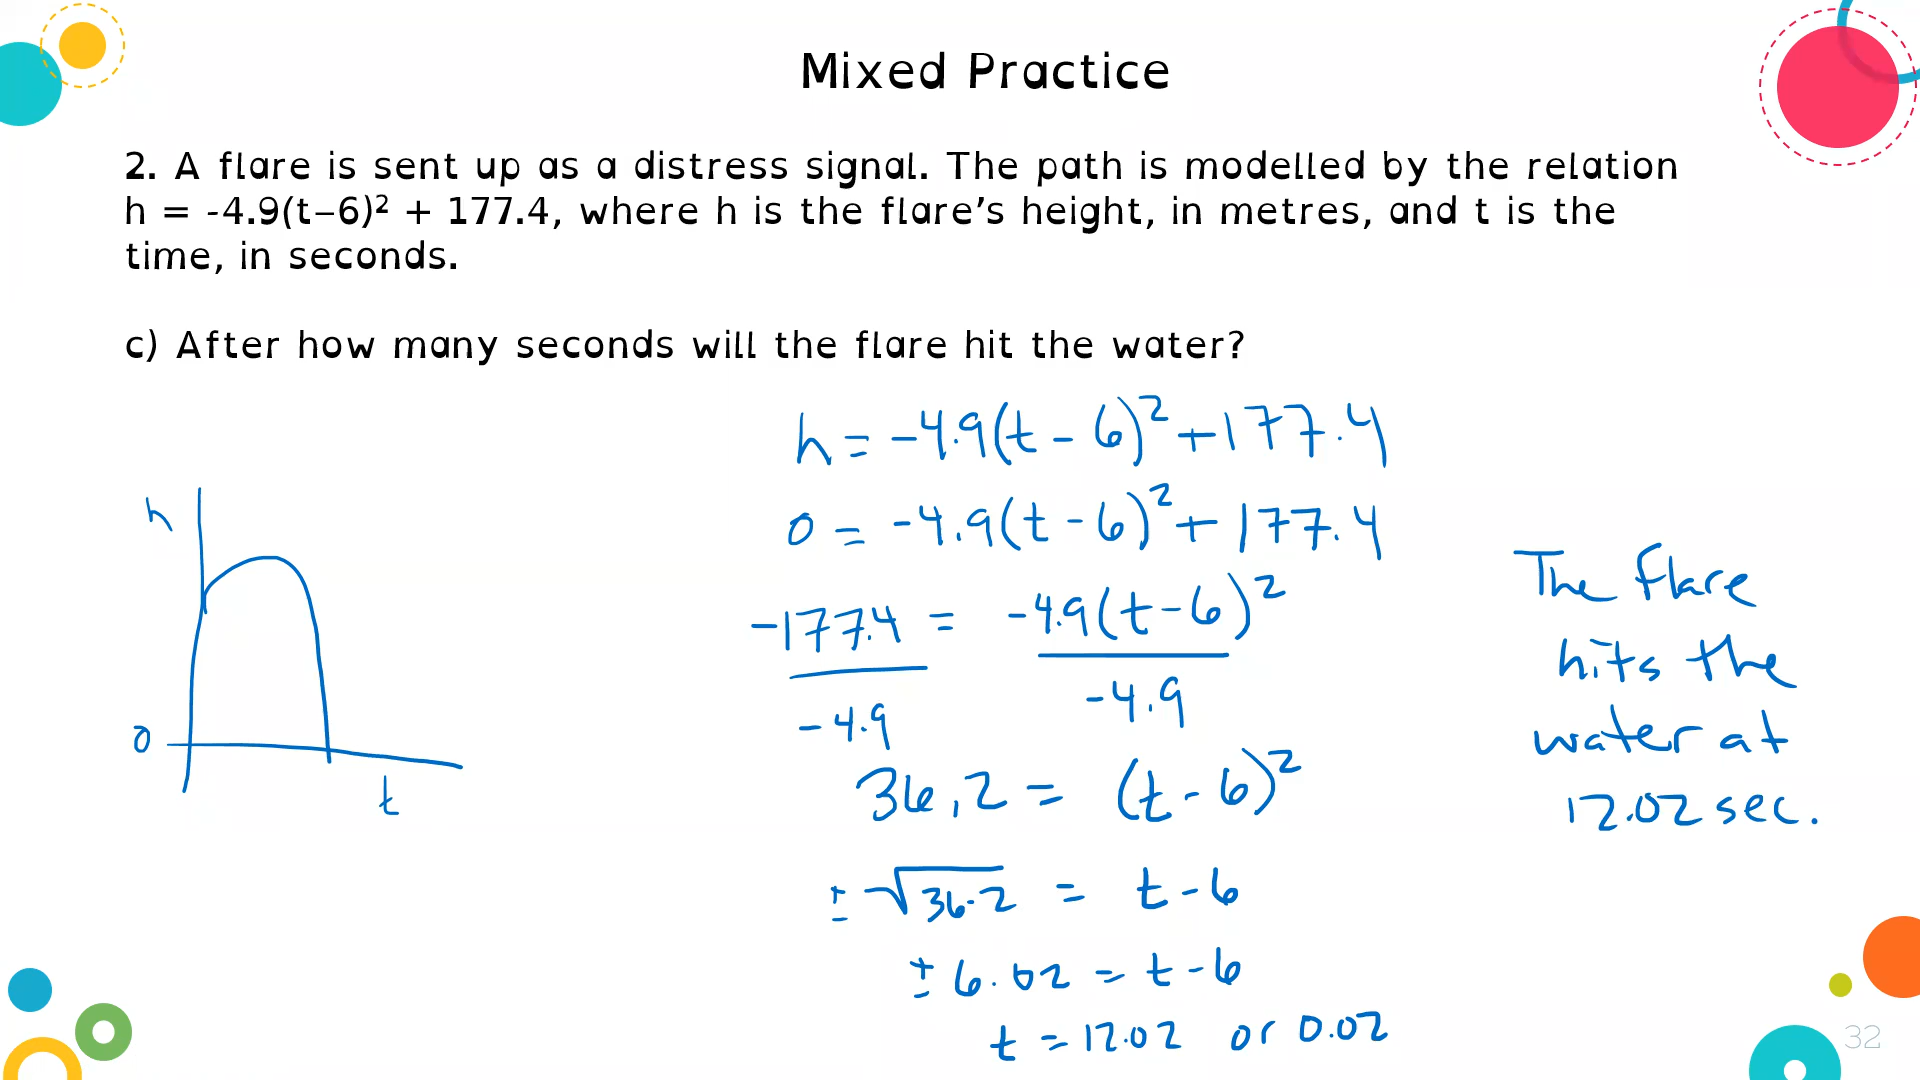 Mixed Practice
2. A flare is sent up as a distress signal. The path is modelled by the relation
h = -4.9(t–6)² + 177.4, where h is the flare’s height, in metres, and t is the
time, in seconds.
c) After how many seconds will the flare hit the water?
h = -4.9(t - 6)² + 177.4
0 = -4.9(t - 6)² + 177.4
-177.4 = -4.9(t - 6)²
-4.9 -4.9
36.2 = (t - 6)²
± √36.2 = t - 6
± 6.02 = t - 6
t = 12.02 or 0.02
h
0
t
The flare
hits the
water at
12.02 sec.
32